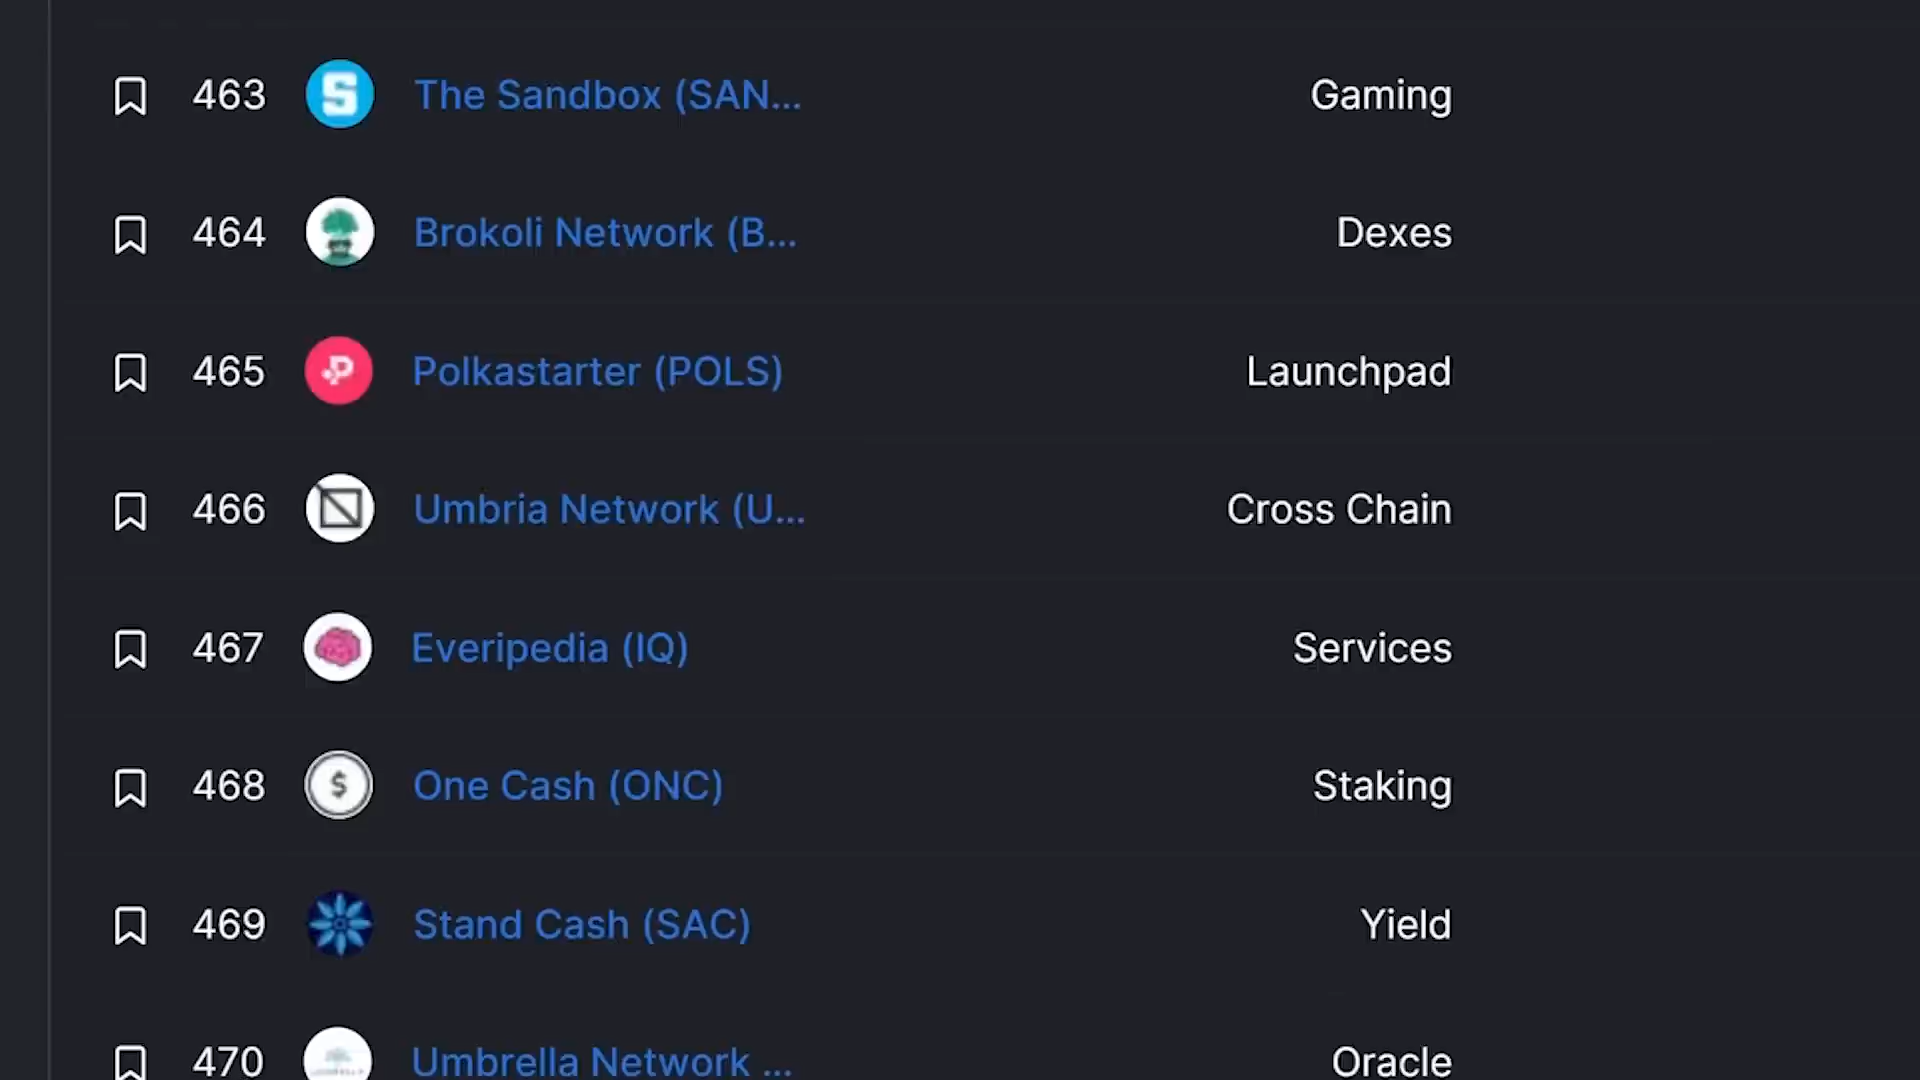 463 The Sandbox (SAN... Gaming
464 Brokoli Network (B... Dexes
465 Polkastarter (POLS) Launchpad
466 Umbria Network (U... Cross Chain
467 Everipedia (IQ) Services
468 One Cash (ONC) Staking
469 Stand Cash (SAC) Yield
470 Umbrella Network ... Oracle